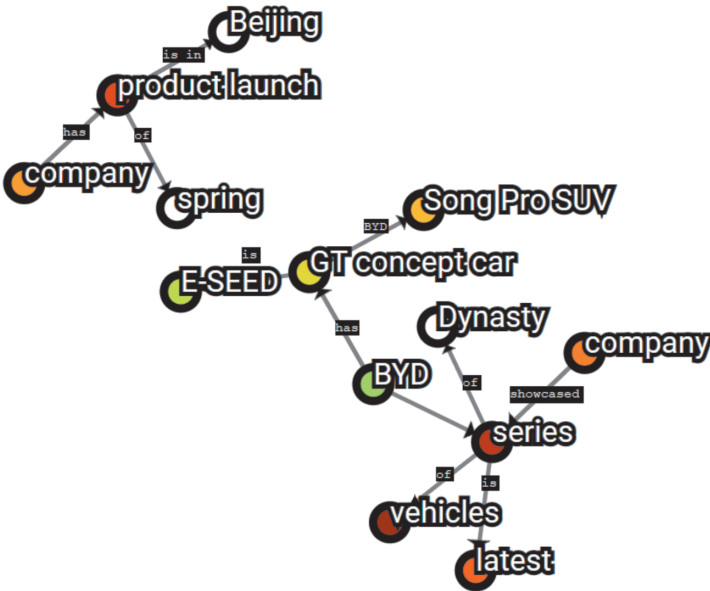 Beijing
is in
product launch
has
of
company
spring
Song Pro SUV
BYD
is
GT concept car
E-SEED
Dynasty
has
company
BYD
of
showcased
series
of
is
vehicles
latest